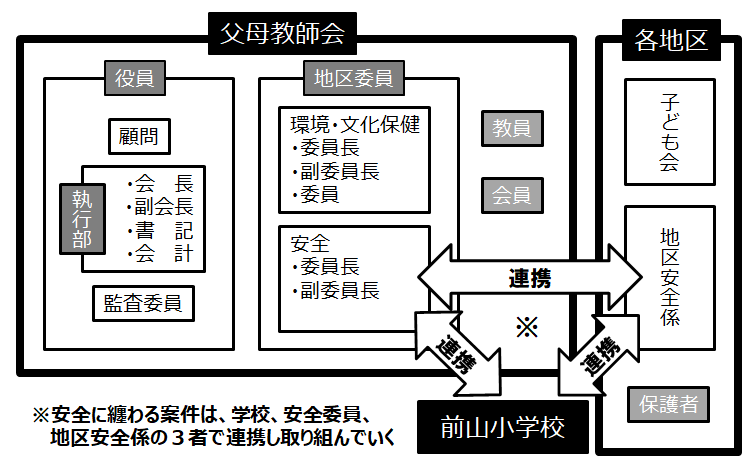 父母教師会
役員
顧問
執行部
・会　長
・副会長
・書　記
・会　計
監査委員
地区委員
環境・文化保健
・委員長
・副委員長
・委員
安全
・委員長
・副委員長
教員
会員
各地区
子ども会
地区安全係
保護者
連携
連携
連携
※
前山小学校
※安全に纏わる案件は、学校、安全委員、
地区安全係の３者で連携し取り組んでいく